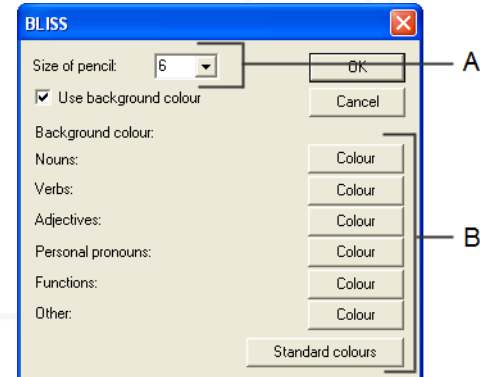 BLISS
Size of pencil: 6 OK A
Use background colour Cancel
Background colour:
Nouns: Colour
Verbs: Colour
Adjectives: Colour
Personal pronouns: Colour B
Functions: Colour
Other: Colour
Standard colours